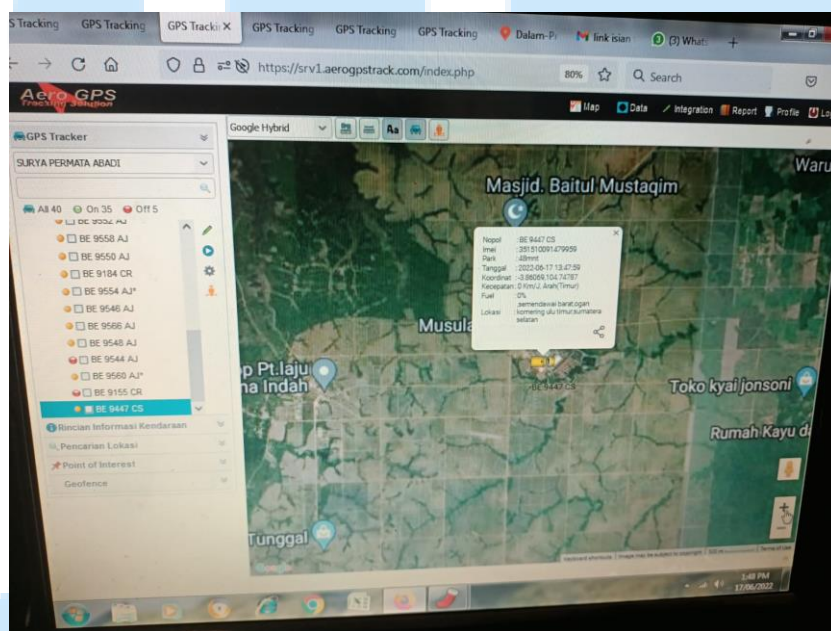 GPS Tracking
GPS Tracking
GPS Tracking
GPS Tracking
GPS Tracking
link isian
(3) What
https://srv1.aerogpstrack.com/index.php
80%
Search
Aero GPS
Tracking Solution
Map
Data
Integration
Report
Profile
GPS Tracker
Google Hybrid
Aa
SURYA PERMATA ABADI
All 40 On 35 Off 5
BE 9558 AJ
BE 9550 AJ
BE 9184 CR
BE 9554 AJ*
BE 9546 AJ
BE 9566 AJ
BE 9548 AJ
BE 9544 AJ
BE 9560 AJ*
BE 9155 CR
BE 9447 CS
Rincian Informasi Kendaraan
Pencarian Lokasi
Point of Interest
Geofence
Masjid. Baitul Mustaqim
Nopol :BE 9447 CS
Imei :351510091479959
Park :48mnt
Tanggal :2022-06-17 13:47:59
Koordinat :-3.86069,104.74787
Kecepatan :0 Km/J, Arah(Timur)
Fuel :0%
Lokasi :semendawai barat.ogan
komering ulu timur.sumatera
selatan
BE 9447 CS
Pt.laju
Indah
Toko kyai jonsoni
Rumah Kayu
Tunggal
Terms of Use
1:48 PM
17/06/2022